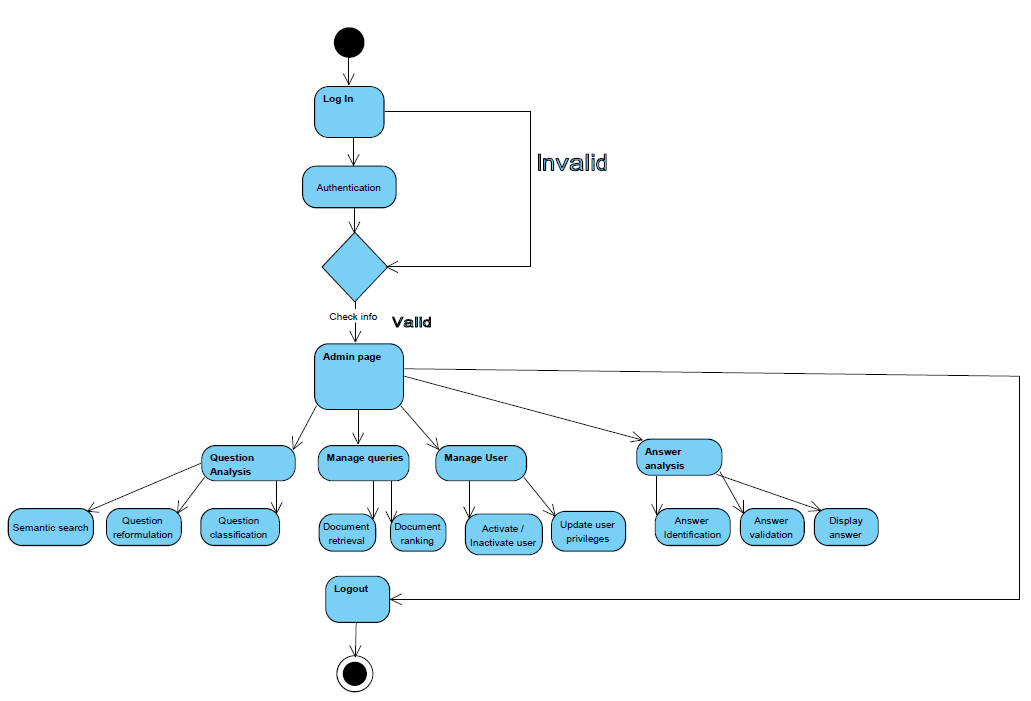 Log In
Invalid
Authentication
Check info
Valid
Admin page
Question
Analysis
Manage queries
Manage User
Answer
analysis
Semantic search
Question
reformulation
Question
classification
Document
retrieval
Document
ranking
Activate /
Inactivate user
Update user
privileges
Answer
Identification
Answer
validation
Display
answer
Logout